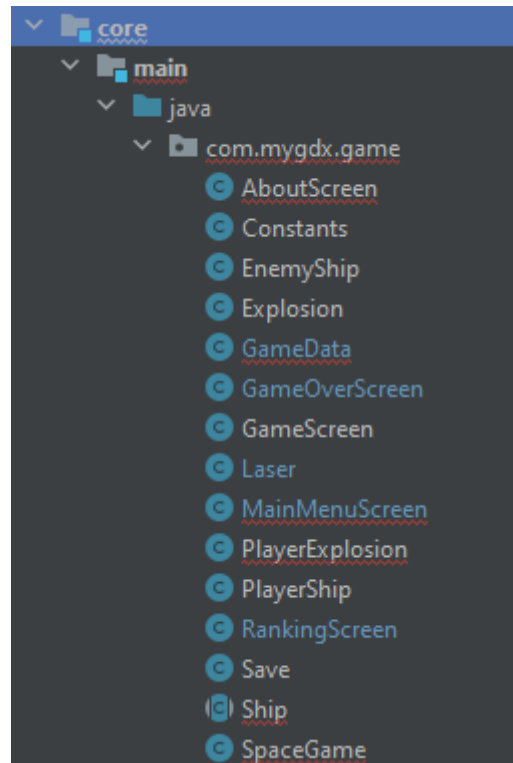 core
main
java
com.mygdx.game
AboutScreen
Constants
EnemyShip
Explosion
GameData
GameOverScreen
GameScreen
Laser
MainMenuScreen
PlayerExplosion
PlayerShip
RankingScreen
Save
Ship
SpaceGame